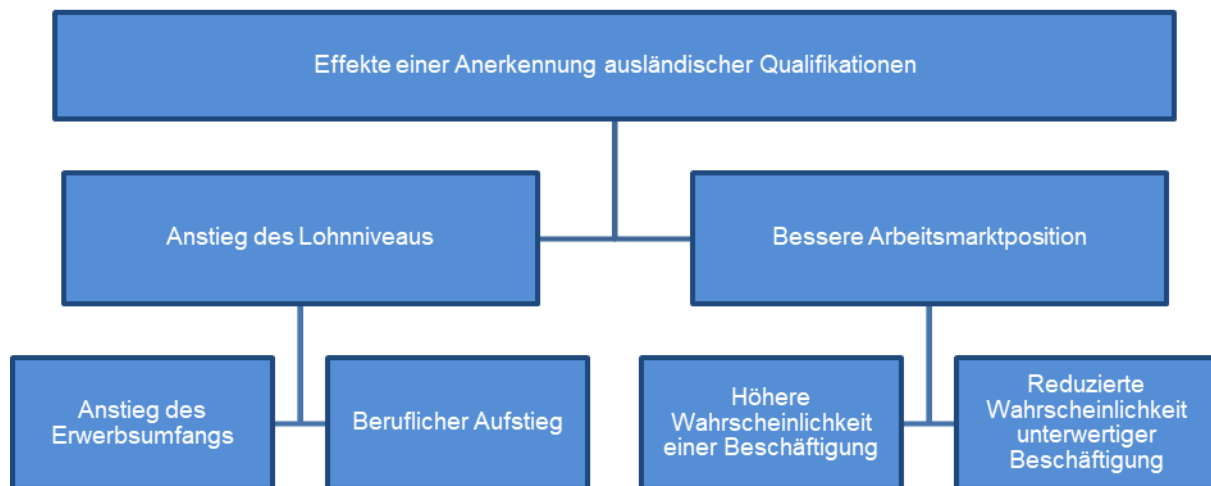 Effekte einer Anerkennung ausländischer Qualifikationen
Anstieg des Lohnniveaus
Bessere Arbeitsmarktposition
Anstieg des
Erwerbsumfangs
Beruflicher Aufstieg
Höhere
Wahrscheinlichkeit
einer Beschäftigung
Reduzierte
Wahrscheinlichkeit
unterwertiger
Beschäftigung